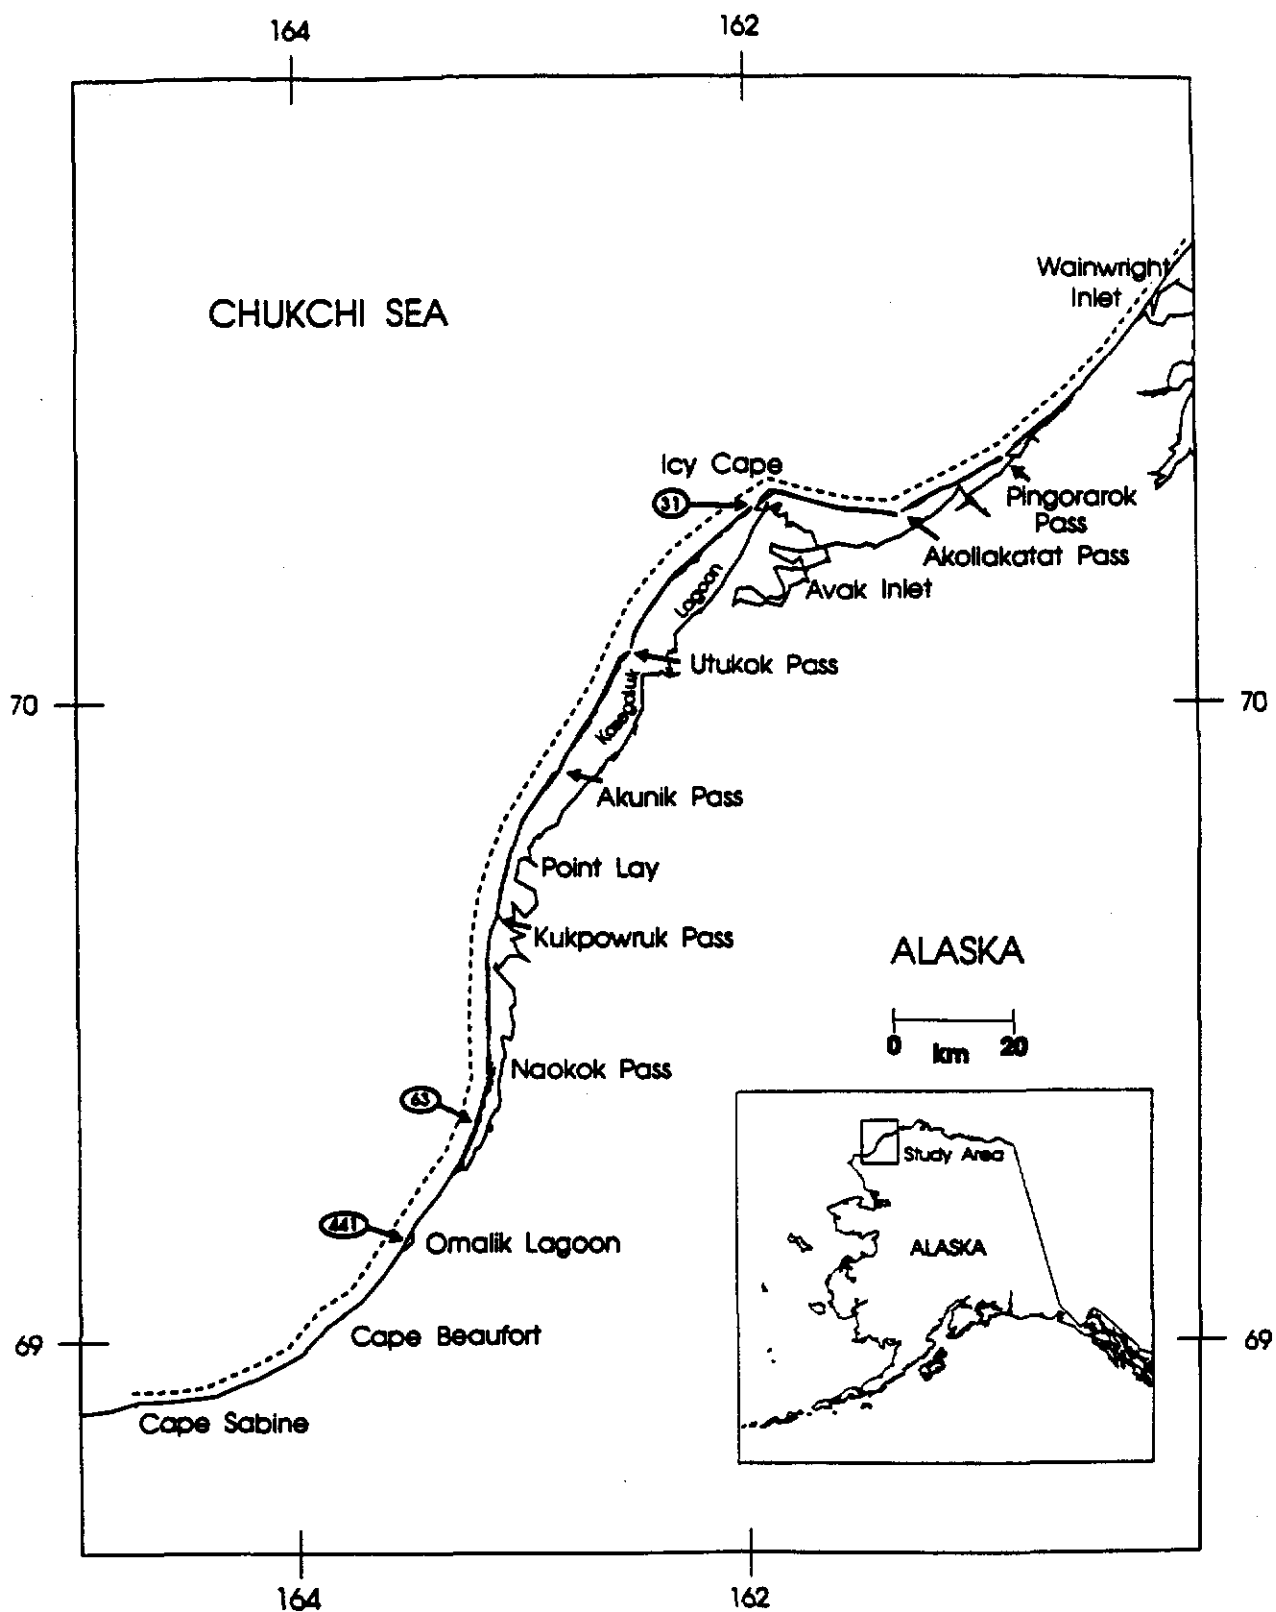 164
162
Wainwright
Inlet
CHUKCHI SEA
Icy Cape
31
Pingorarok
Pass
Akoliakatat Pass
Lagoon
Avak Inlet
Utukok Pass
70
70
Kasegaluk
Akunik Pass
Point Lay
Kukpowruk Pass
ALASKA
0 km 20
Naokok Pass
63
Study Area
441
Omalik Lagoon
ALASKA
Cape Beaufort
69
69
Cape Sabine
164
162